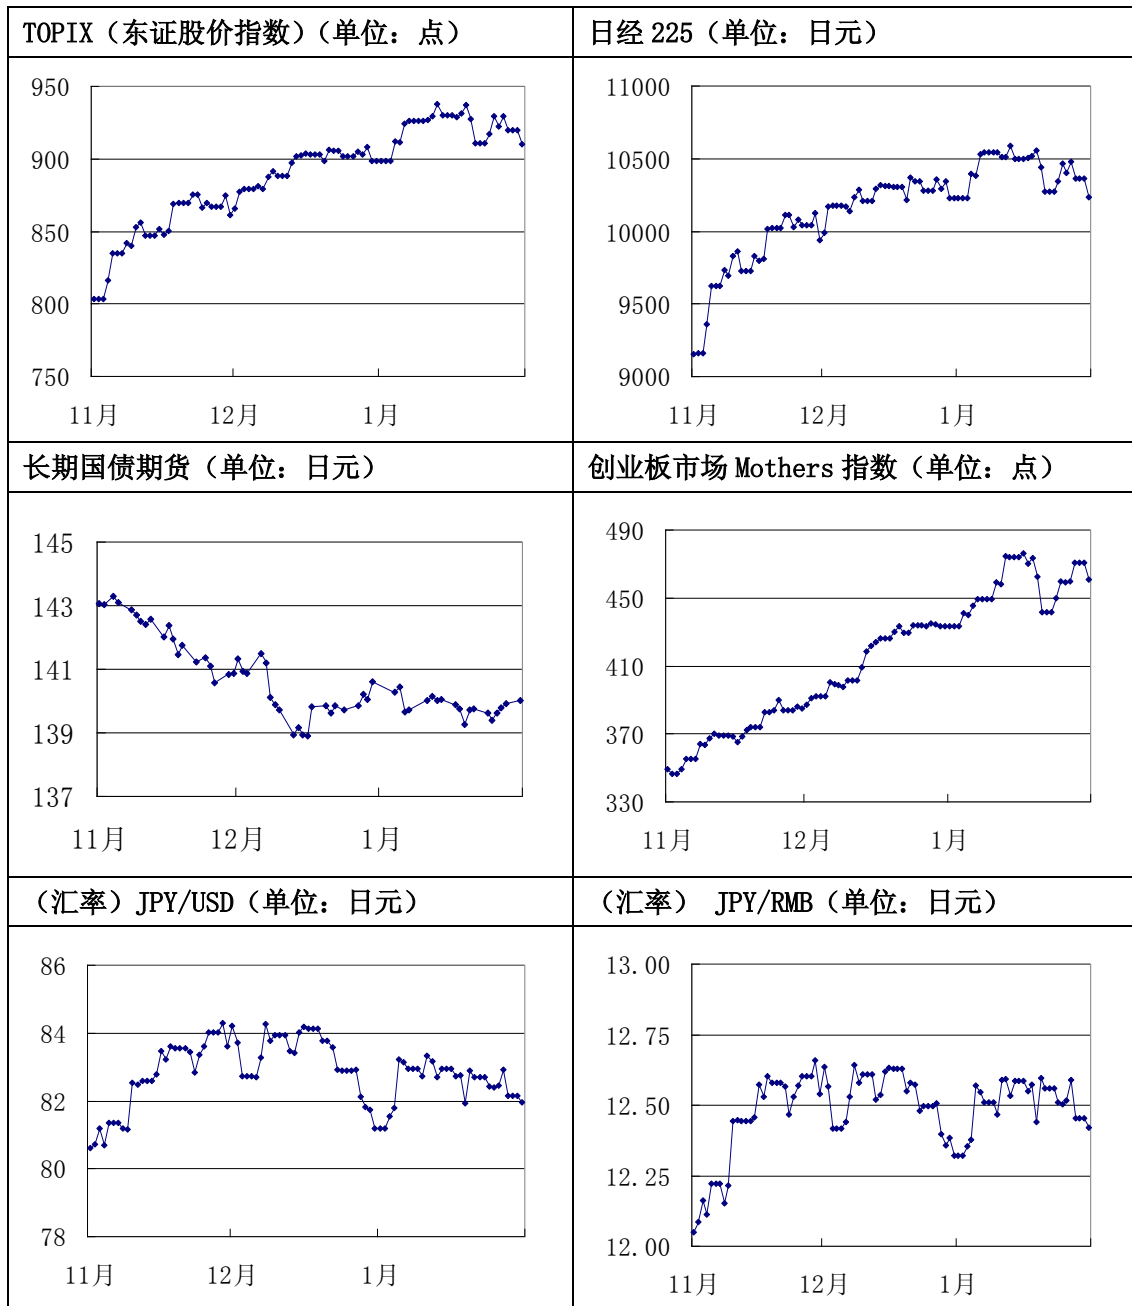 TOPIX（东证股价指数）（单位：点）
日经 225（单位：日元）
950
900
850
800
750
11月 12月 1月
11000
10500
10000
9500
9000
11月 12月 1月
长期国债期货（单位：日元）
创业板市场 Mothers 指数（单位：点）
145
143
141
139
137
11月 12月 1月
490
450
410
370
330
11月 12月 1月
（汇率）JPY/USD（单位：日元）
（汇率） JPY/RMB（单位：日元）
86
84
82
80
78
11月 12月 1月
13.00
12.75
12.50
12.25
12.00
11月 12月 1月